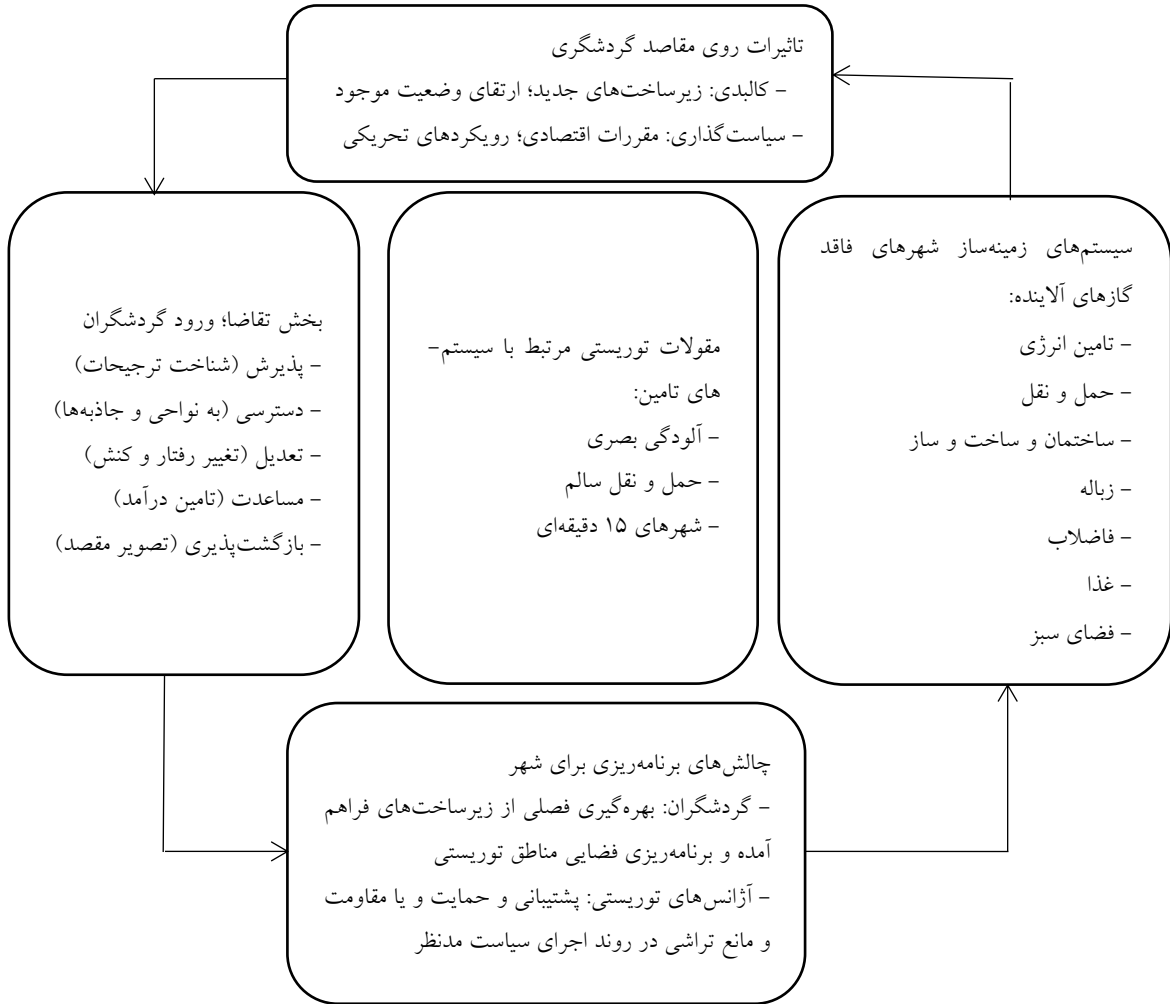 تاثیرات روی مقاصد گردشگری
- کالبدی: زیرساخت‌های جدید؛ ارتقای وضعیت موجود
- سیاست‌گذاری: مقررات اقتصادی؛ رویکردهای تحریکی
سیستم‌های زمینه‌ساز شهرهای فاقد
گازهای آلاینده:
- تامین انرژی
- حمل و نقل
- ساختمان و ساخت و ساز
- زباله
- فاضلاب
- غذا
- فضای سبز
مقولات توریستی مرتبط با سیستم-
های تامین:
- آلودگی بصری
- حمل و نقل سالم
- شهرهای ۱۵ دقیقه‌ای
بخش تقاضا؛ ورود گردشگران
- پذیرش (شناخت ترجیحات)
- دسترسی (به نواحی و جاذبه‌ها)
- تعدیل (تغییر رفتار و کنش)
- مساعدت (تامین درآمد)
- بازگشت‌پذیری (تصویر مقصد)
چالش‌های برنامه‌ریزی برای شهر
- گردشگران: بهره‌گیری فصلی از زیرساخت‌های فراهم
آمده و برنامه‌ریزی فضایی مناطق توریستی
- آژانس‌های توریستی: پشتیبانی و حمایت و یا مقاومت
و مانع تراشی در روند اجرای سیاست مدنظر